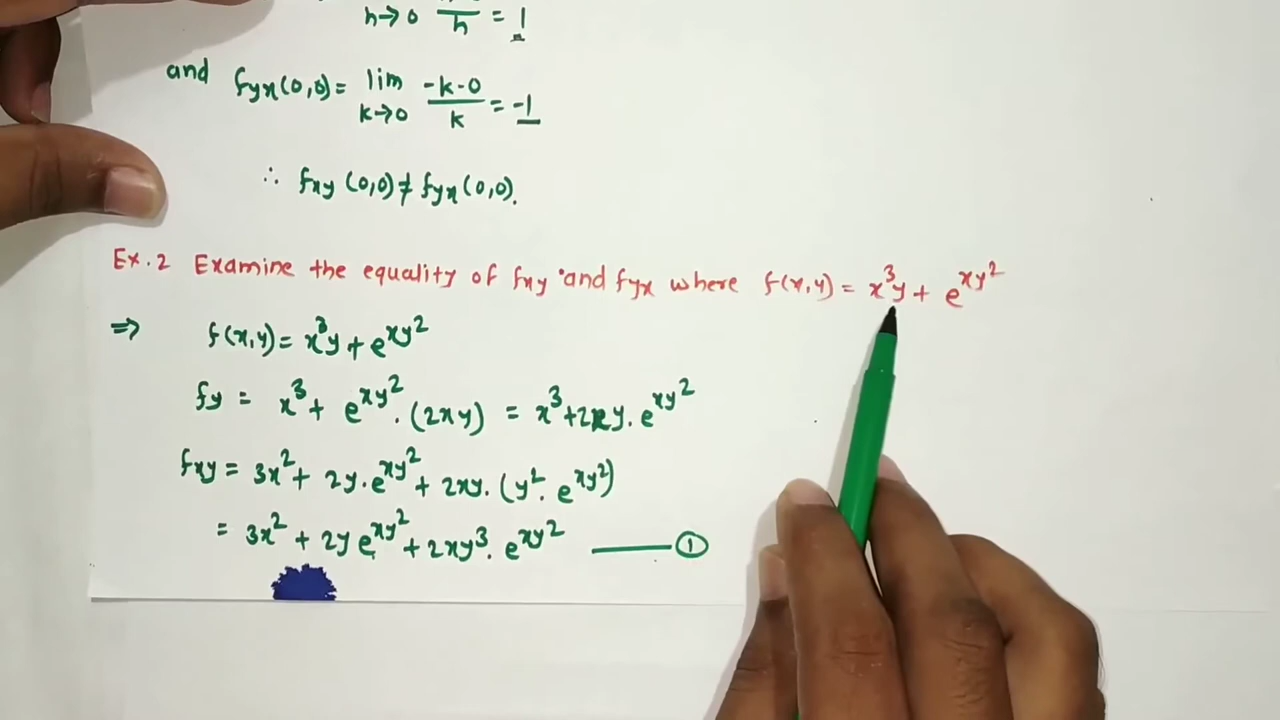 h→0 h = 1
and fyx(0,0) = lim k→0 -k-0/k = -1
∴ fxy (0,0) ≠ fyx (0,0).
Ex. 2 Examine the equality of fxy and fyx where f(x,y) = x³y + e^xy²
⇒ f(x,y) = x³y + e^xy²
fy = x³ + e^xy² . (2xy) = x³ + 2xy. e^xy²
fxy = 3x² + 2y. e^xy² + 2xy. (y². e^xy²)
= 3x² + 2y e^xy² + 2xy³. e^xy² —— ①